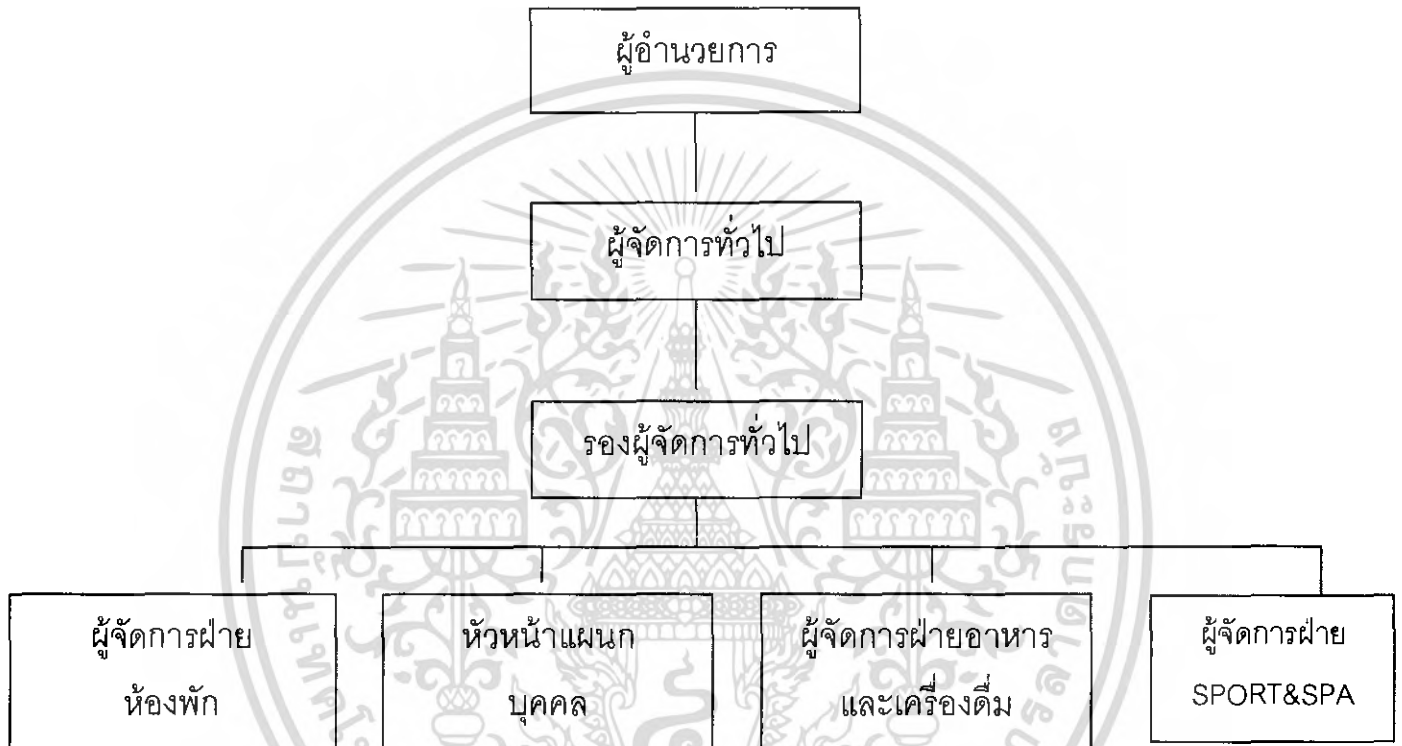 ผู้อำนวยการ
ผู้จัดการทั่วไป
รองผู้จัดการทั่วไป
ผู้จัดการฝ่าย
ห้องพัก
หัวหน้าแผนก
บุคคล
ผู้จัดการฝ่ายอาหาร
และเครื่องดื่ม
ผู้จัดการฝ่าย
SPORT&SPA